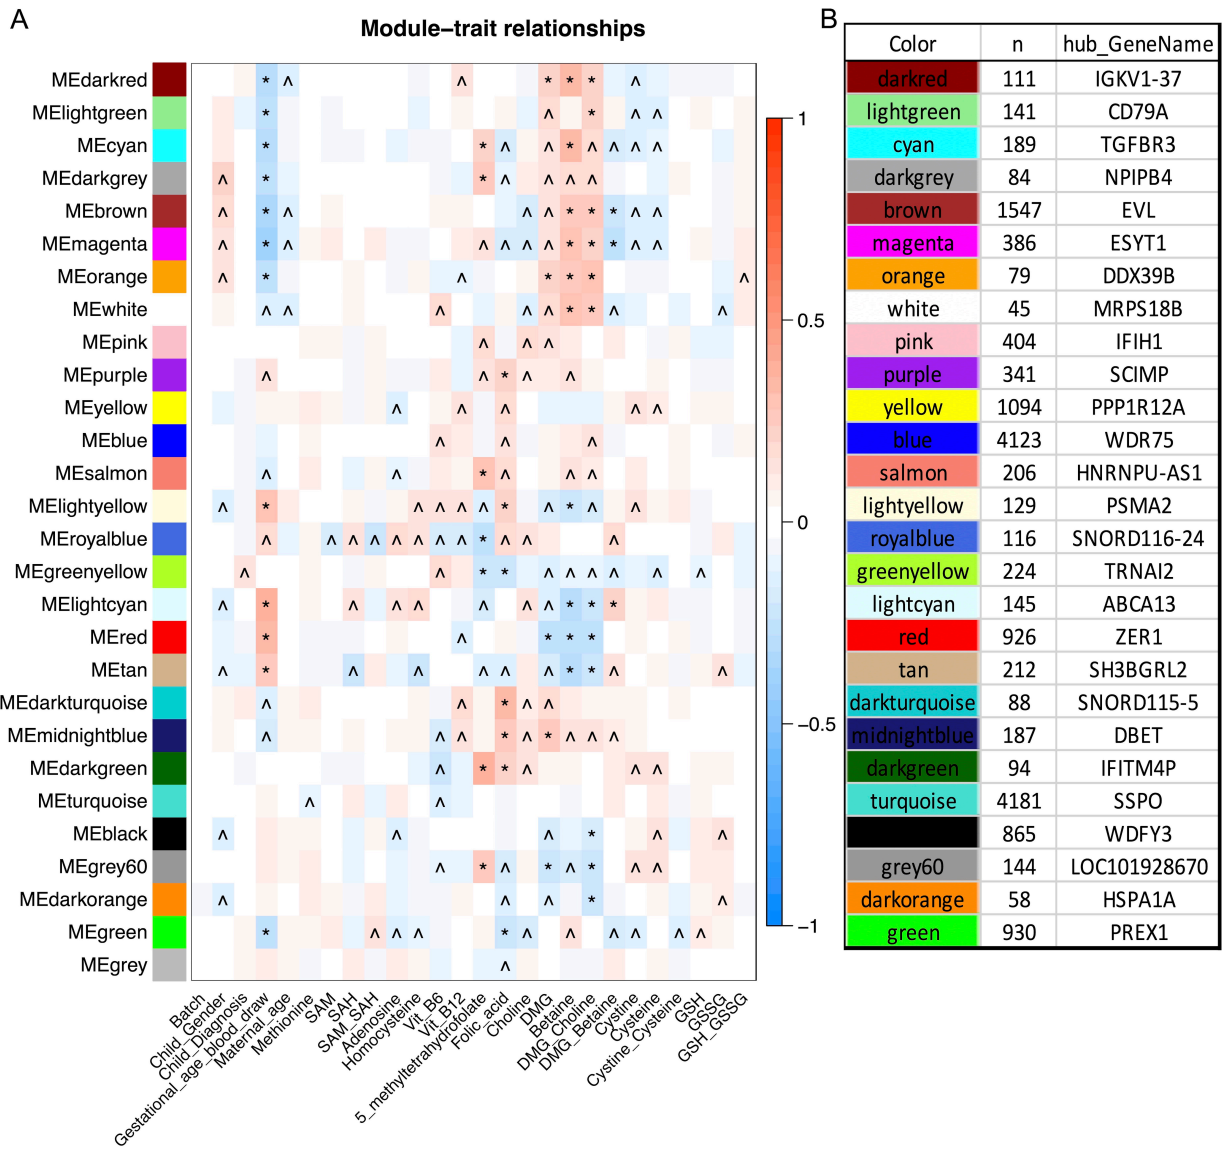 A
Module–trait relationships
MEdarkred
MElightgreen
MEcyan
MEdarkgrey
MEbrown
MEmagenta
MEorange
MEwhite
MEpink
MEpurple
MEyellow
MEblue
MEsalmon
MElightyellow
MEroyalblue
MEgreenyellow
MElightcyan
MEred
MEtan
MEdarkturquoise
MEmidnightblue
MEdarkgreen
MEturquoise
MEblack
MEgrey60
MEdarkorange
MEgreen
MEgrey
Batch
Child_Gender
Child_Diagnosis
Gestational_age_blood_draw
Maternal_age
Methionine
SAM
SAH
SAM_SAH
Adenosine
Homocysteine
Vit_B6
Vit_B12
5_methyltetrahydrofolate
Folic_acid
Choline
DMG
Betaine
DMG_Choline
DMG_Betaine
Cystine
Cysteine
Cystine_Cysteine
GSH
GSSG
GSH_GSSG
1
0.5
0
−0.5
−1
B
Color n hub_GeneName
darkred 111 IGKV1-37
lightgreen 141 CD79A
cyan 189 TGFBR3
darkgrey 84 NPIPB4
brown 1547 EVL
magenta 386 ESYT1
orange 79 DDX39B
white 45 MRPS18B
pink 404 IFIH1
purple 341 SCIMP
yellow 1094 PPP1R12A
blue 4123 WDR75
salmon 206 HNRNPU-AS1
lightyellow 129 PSMA2
royalblue 116 SNORD116-24
greenyellow 224 TRNAI2
lightcyan 145 ABCA13
red 926 ZER1
tan 212 SH3BGRL2
darkturquoise 88 SNORD115-5
midnightblue 187 DBET
darkgreen 94 IFITM4P
turquoise 4181 SSPO
865 WDFY3
grey60 144 LOC101928670
darkorange 58 HSPA1A
green 930 PREX1